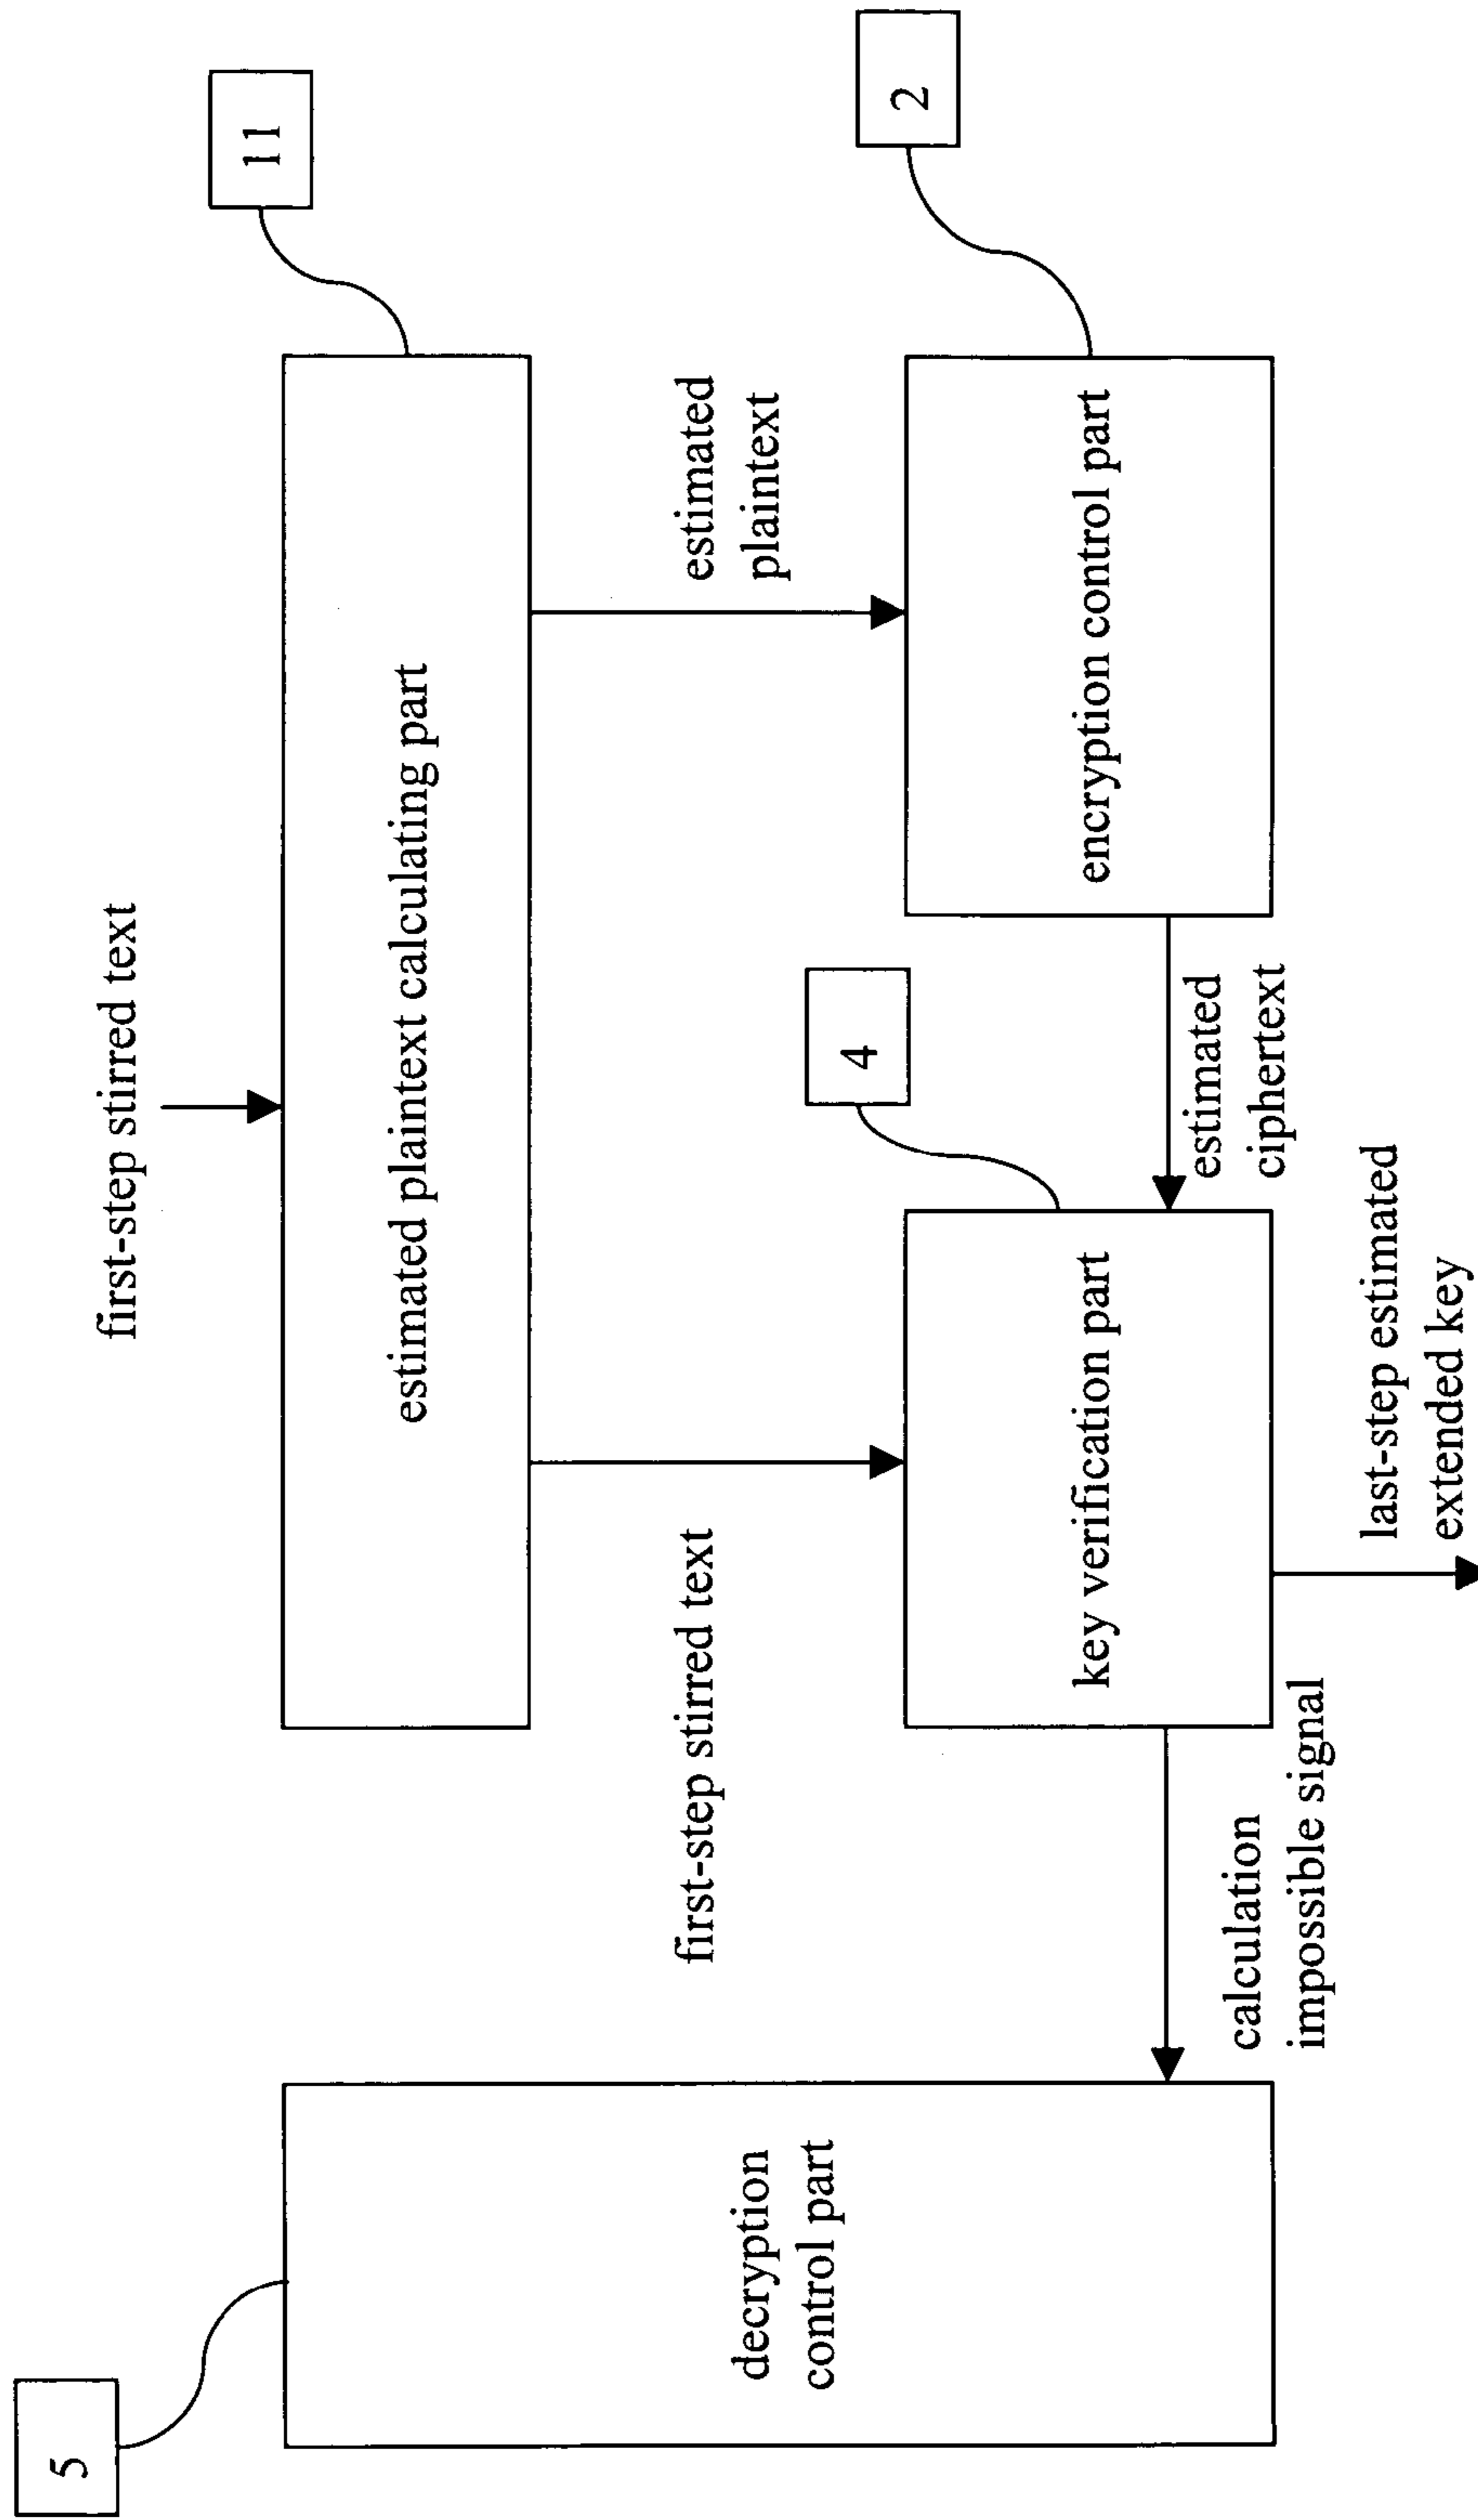 first-step stirred text
11
estimated plaintext calculating part
first-step stirred text
estimated
plaintext
5
decryption
control part
4
2
key verification part
encryption control part
calculation
impossible signal
estimated
ciphertext
last-step estimated
extended key